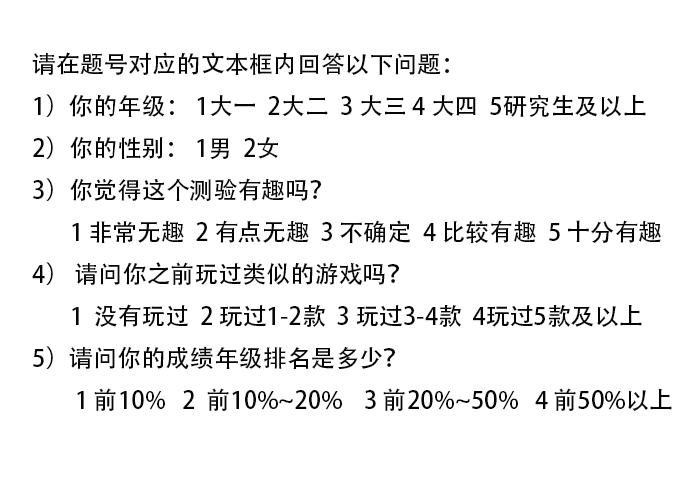 请在题号对应的文本框内回答以下问题：
1）你的年级： 1大一 2大二 3 大三 4 大四 5研究生及以上
2）你的性别： 1男 2女
3）你觉得这个测验有趣吗？
1 非常无趣 2 有点无趣 3 不确定 4 比较有趣 5 十分有趣
4） 请问你之前玩过类似的游戏吗？
1 没有玩过 2 玩过1-2款 3 玩过3-4款 4玩过5款及以上
5）请问你的成绩年级排名是多少？
1 前10% 2 前10%~20% 3 前20%~50% 4 前50%以上